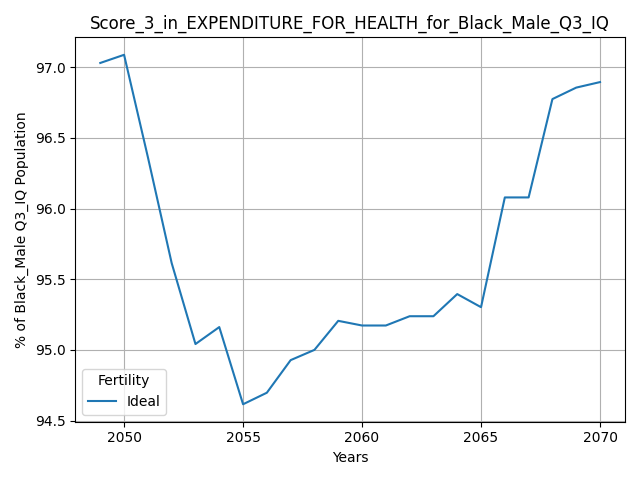 Score_3_in_EXPENDITURE_FOR_HEALTH_for_Black_Male_Q3_IQ
% of Black_Male Q3_IQ Population
97.0
96.5
96.0
95.5
95.0
94.5
Fertility
Ideal
2050 2055 2060 2065 2070
Years